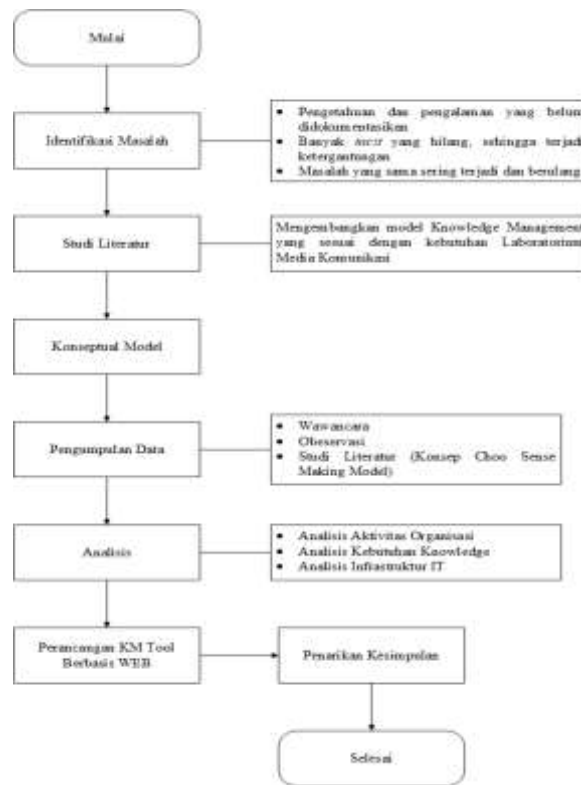 Mulai
Identifikasi Masalah
• Pengetahuan dan pengalaman yang belum
didokumentasikan
• Banyak tacit yang hilang, sehingga terjadi
ketergantungan
• Masalah yang sama sering terjadi dan berulang
Studi Literatur
Mengembangkan model Knowledge Management
yang sesuai dengan kebutuhan Laboratorium
Media Komunikasi
Konseptual Model
Pengumpulan Data
• Wawancara
• Obeservasi
• Studi Literatur (Konsep Choo Sense
Making Model)
Analisis
• Analisis Aktivitas Organisasi
• Analisis Kebutuhan Knowledge
• Analisis Infrastruktur IT
Perancangan KM Tool
Berbasis WEB
Penarikan Kesimpulan
Selesai